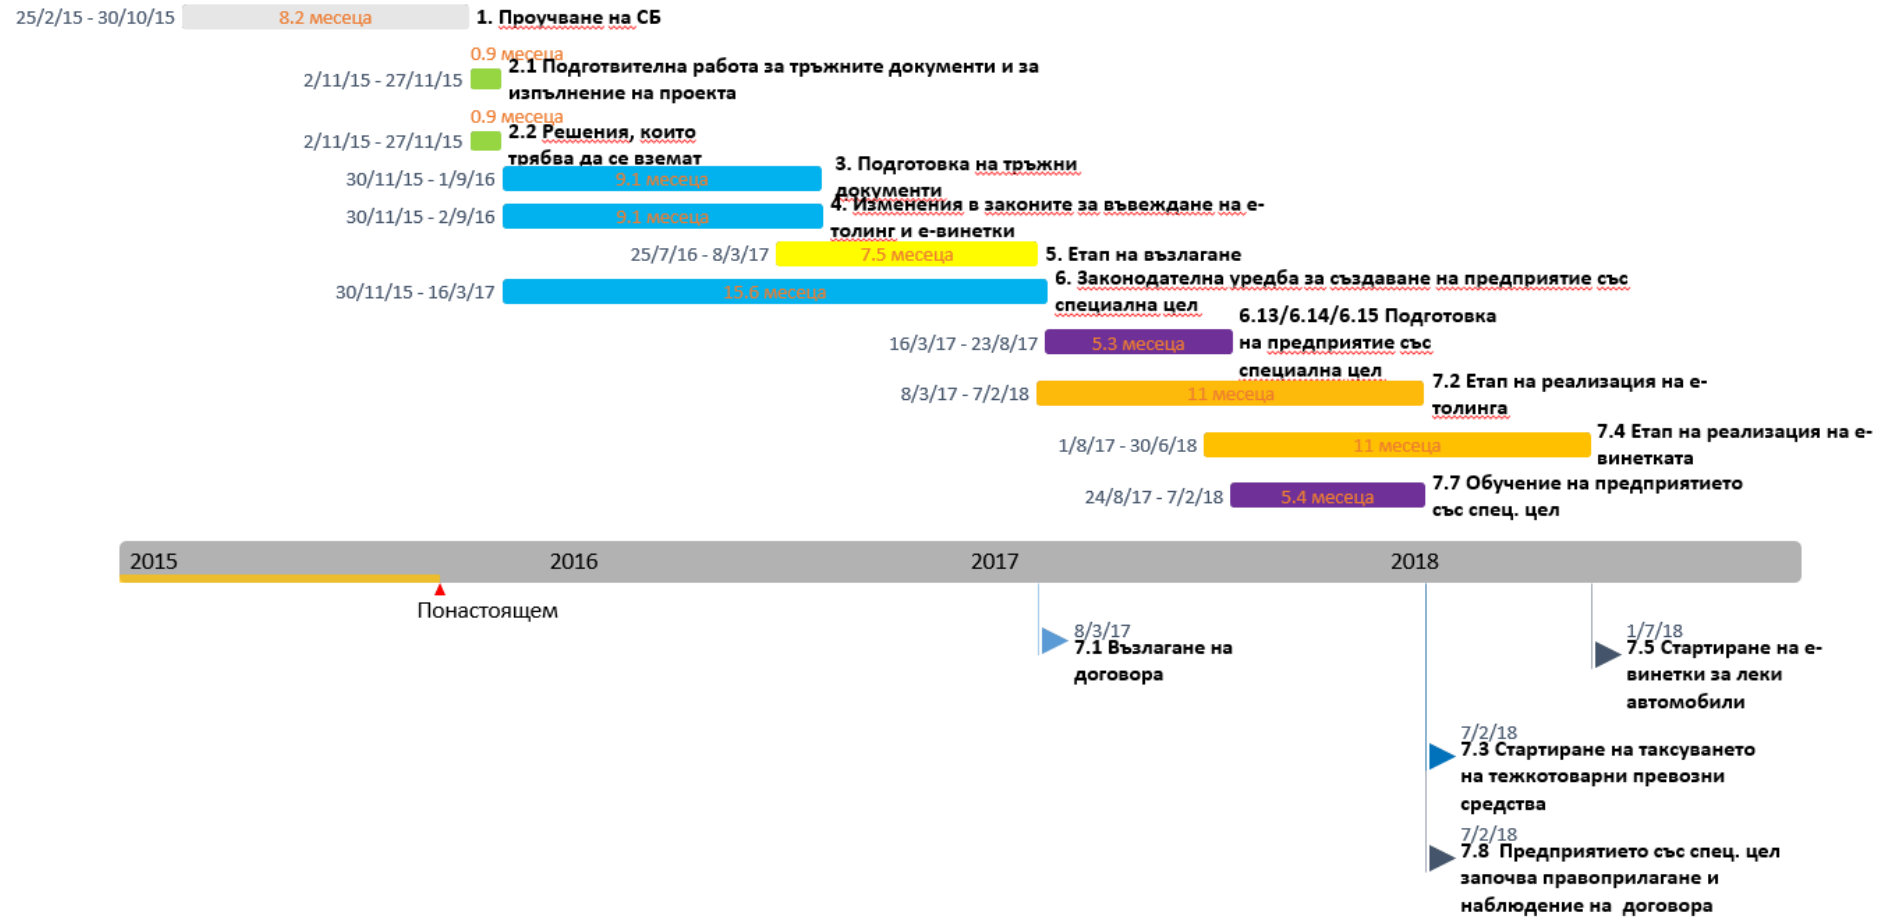 25/2/15 - 30/10/15 8.2 месеца 1. Проучване на СБ
0.9 месеца
2/11/15 - 27/11/15 2.1 Подготвителна работа за тръжните документи и за
изпълнение на проекта
0.9 месеца
2/11/15 - 27/11/15 2.2 Решения, които
трябва да се вземат
30/11/15 - 1/9/16 9.1 месеца 3. Подготовка на тръжни
документи
30/11/15 - 2/9/16 9.1 месеца 4. Изменения в законите за въвеждане на е-
толинг и е-винетки
25/7/16 - 8/3/17 7.5 месеца 5. Етап на възлагане
30/11/15 - 16/3/17 15.6 месеца 6. Законодателна уредба за създаване на предприятие със
специална цел
16/3/17 - 23/8/17 5.3 месеца 6.13/6.14/6.15 Подготовка
на предприятие със
специална цел
8/3/17 - 7/2/18 11 месеца 7.2 Етап на реализация на е-
толинга
1/8/17 - 30/6/18 11 месеца 7.4 Етап на реализация на е-
винетката
24/8/17 - 7/2/18 5.4 месеца 7.7 Обучение на предприятието
със спец. цел
2015 2016 2017 2018
Понастоящем
8/3/17
7.1 Възлагане на
договора
1/7/18
7.5 Стартиране на е-
винетки за леки
автомобили
7/2/18
7.3 Стартиране на таксуването
на тежкотоварни превозни
средства
7/2/18
7.8 Предприятието със спец. цел
започва правоприлагане и
наблюдение на договора